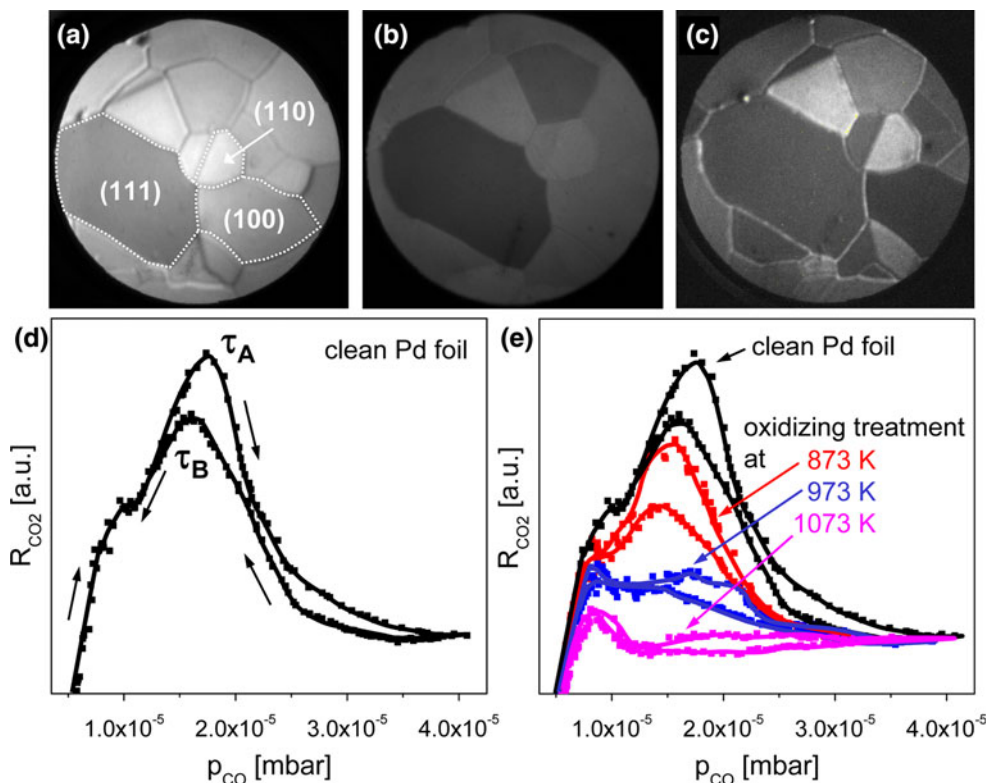 (a)
(110)
(111)
(100)
(b)
(c)
(d)
τA
clean Pd foil
τB
RCO2 [a.u.]
1.0x10-5
2.0x10-5
3.0x10-5
4.0x10-5
pCO [mbar]
(e)
clean Pd foil
oxidizing treatment
at
873 K
973 K
1073 K
RCO2 [a.u.]
1.0x10-5
2.0x10-5
3.0x10-5
4.0x10-5
pCO [mbar]